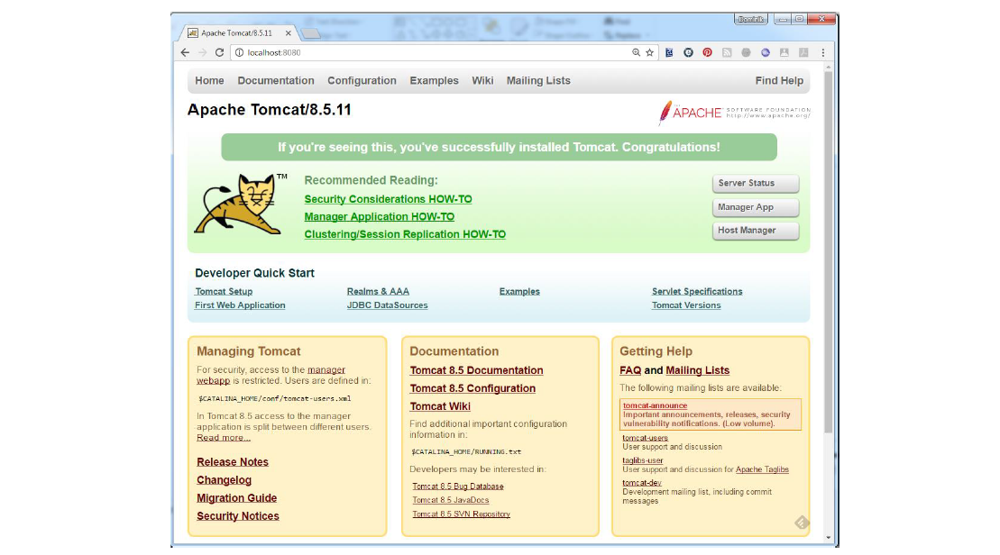 Dominik
Apache Tomcat/8.5.11
localhost:8080
Home Documentation Configuration Examples Wiki Mailing Lists Find Help
Apache Tomcat/8.5.11
APACHE SOFTWARE FOUNDATION
http://www.apache.org/
If you're seeing this, you've successfully installed Tomcat. Congratulations!
TM
Recommended Reading:
Security Considerations HOW-TO
Manager Application HOW-TO
Clustering/Session Replication HOW-TO
Server Status
Manager App
Host Manager
Developer Quick Start
Tomcat Setup
First Web Application
Realms & AAA
JDBC DataSources
Examples
Servlet Specifications
Tomcat Versions
Managing Tomcat
For security, access to the manager
webapp is restricted. Users are defined in:
$CATALINA_HOME/conf/tomcat-users.xml
In Tomcat 8.5 access to the manager
application is split between different users.
Read more...
Release Notes
Changelog
Migration Guide
Security Notices
Documentation
Tomcat 8.5 Documentation
Tomcat 8.5 Configuration
Tomcat Wiki
Find additional important configuration
information in:
$CATALINA_HOME/RUNNING.txt
Developers may be interested in:
Tomcat 8.5 Bug Database
Tomcat 8.5 JavaDocs
Tomcat 8.5 SVN Repository
Getting Help
FAQ and Mailing Lists
The following mailing lists are available:
tomcat-announce
Important announcements, releases, security
vulnerability notifications. (Low volume).
tomcat-users
User support and discussion
taglibs-user
User support and discussion for Apache Taglibs
tomcat-dev
Development mailing list, including commit
messages